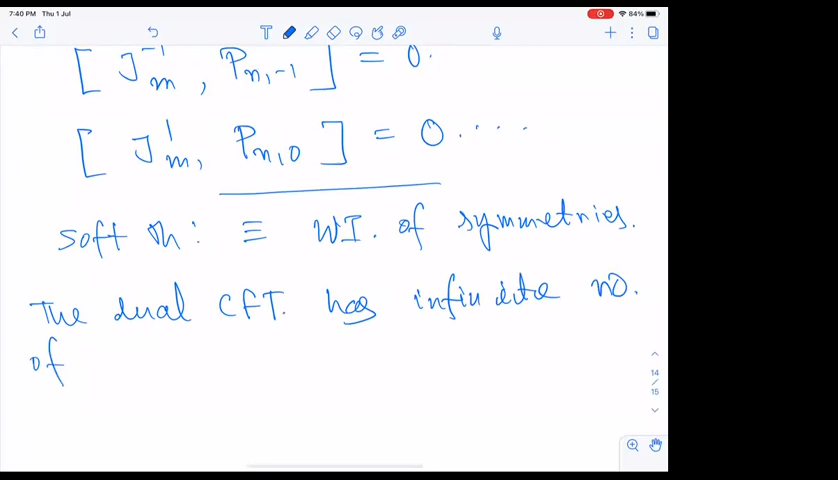 7:40 PM Thu 1 Jul
84%
[ J^{-1}_m , P_{n,-1} ] = 0.
[ J^1_m, P_{n,0} ] = 0 ....
soft th: ≡ WI. of symmetries.
The dual CFT. has infinite no.
of
14
/
15